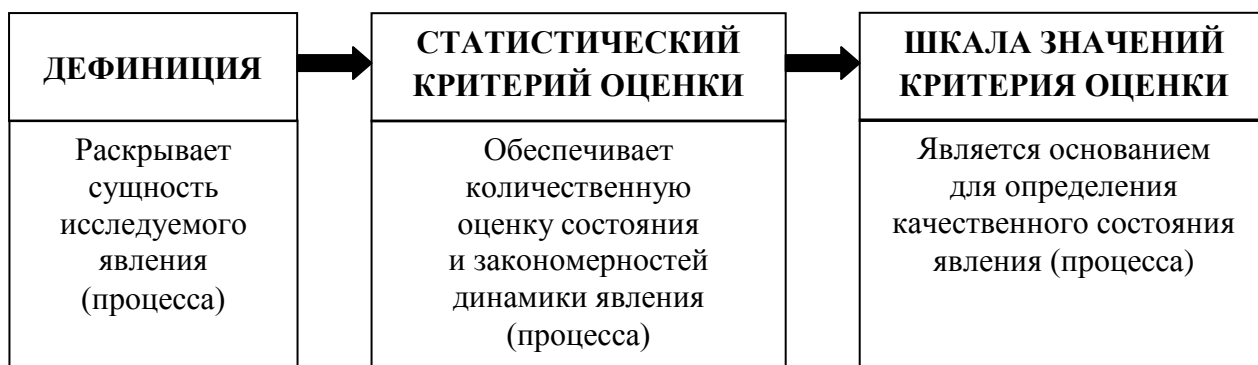 ДЕФИНИЦИЯ
Раскрывает
сущность
исследуемого
явления
(процесса)
СТАТИСТИЧЕСКИЙ
КРИТЕРИЙ ОЦЕНКИ
Обеспечивает
количественную
оценку состояния
и закономерностей
динамики явления
(процесса)
ШКАЛА ЗНАЧЕНИЙ
КРИТЕРИЯ ОЦЕНКИ
Является основанием
для определения
качественного состояния
явления (процесса)